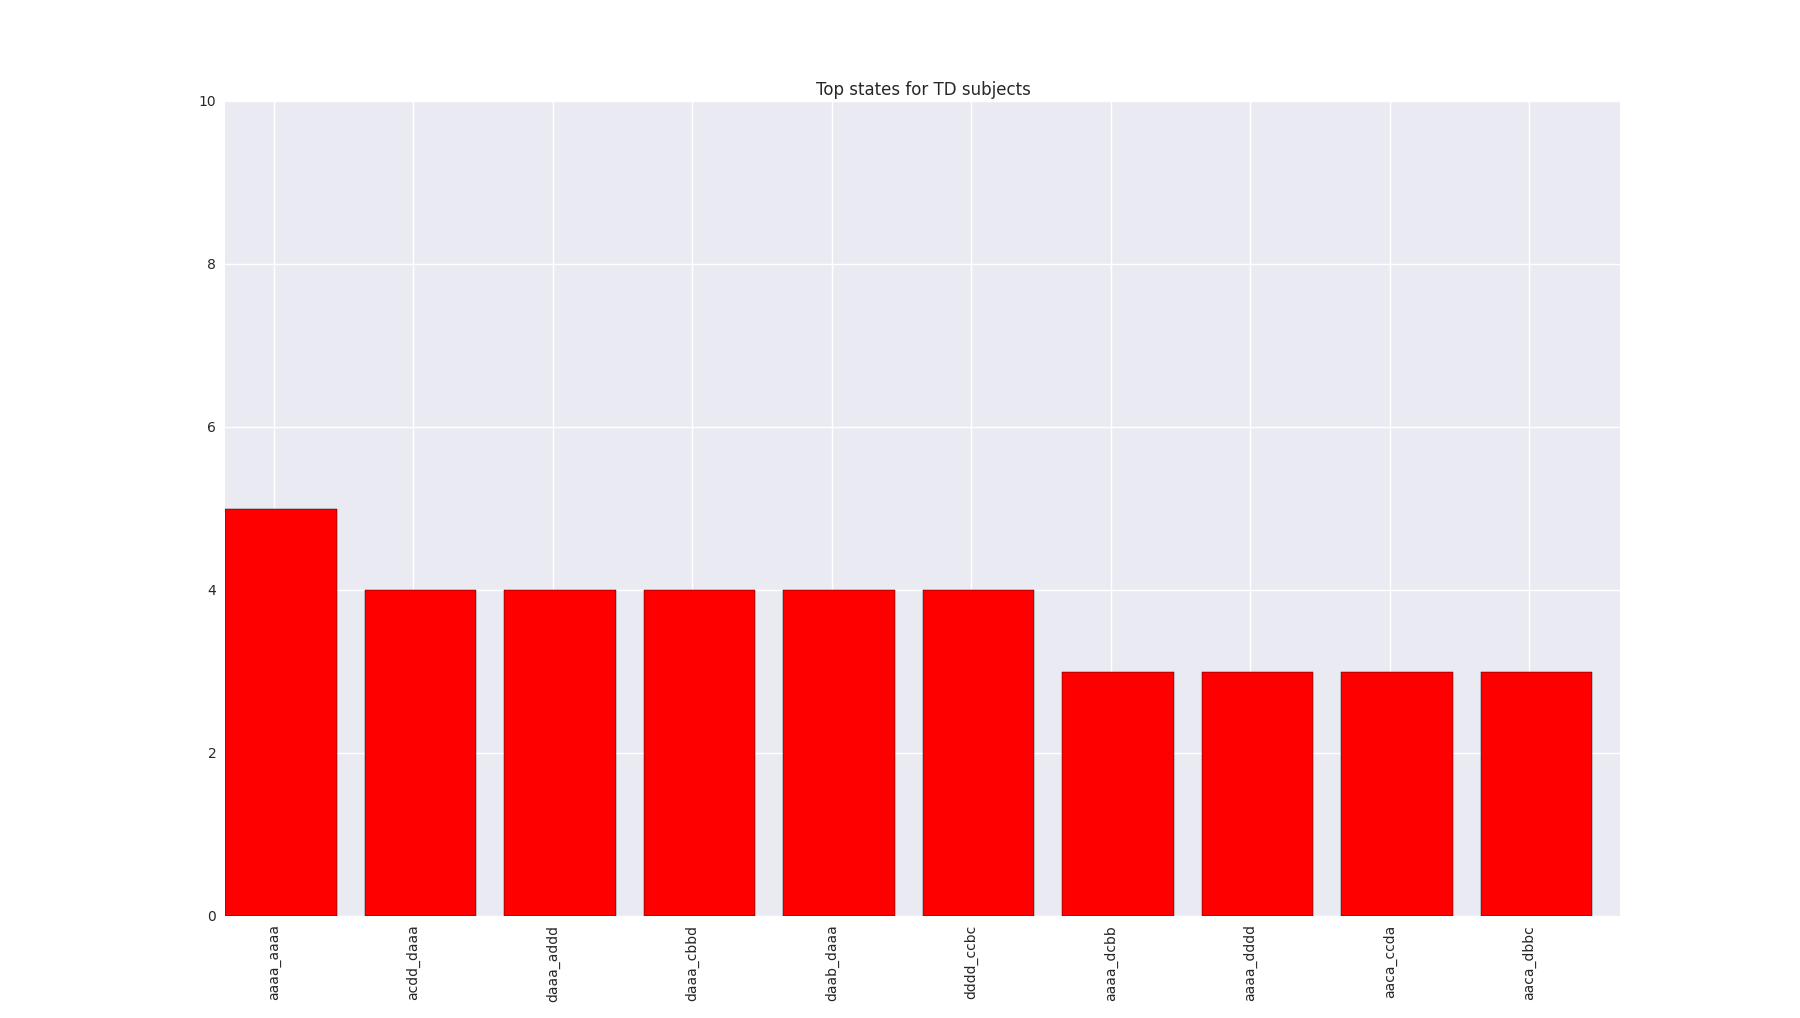 Top states for TD subjects
10
8
6
4
2
0
aaaa_aaaa
acdd_daaa
daaa_addd
daaa_cbbd
daab_daaa
dddd_ccbc
aaaa_dcbb
aaaa_dddd
aaca_ccda
aaca_dbbc